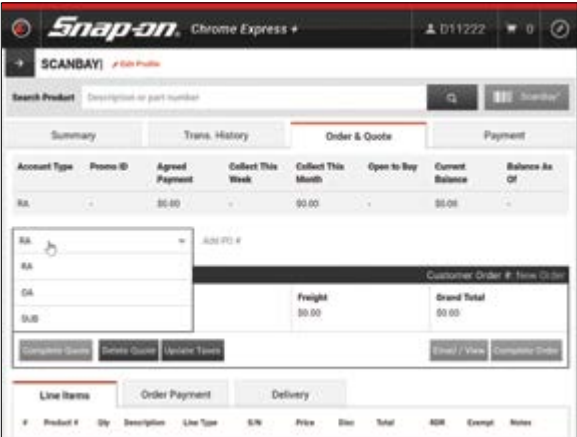 Snap-on. Chrome Express + D11222 0
SCANBAY| Edit Profile
Search Product Description or part number ScanBay
Summary Trans. History Order & Quote Payment
Account Type Promo ID Agreed Payment Collect This Week Collect This Month Open to Buy Current Balance Balance As Of
RA - $0.00 - $0.00 - $0.00 -
RA Add PO #
RA
Customer Order #: New Order
OA
Freight Grand Total
SUB
$0.00 $0.00
Complete Quote Delete Quote Update Taxes Email / View Complete Order
Line Items Order Payment Delivery
# Product # Qty Description Line Type S/N Price Disc Total ROR Exempt Notes